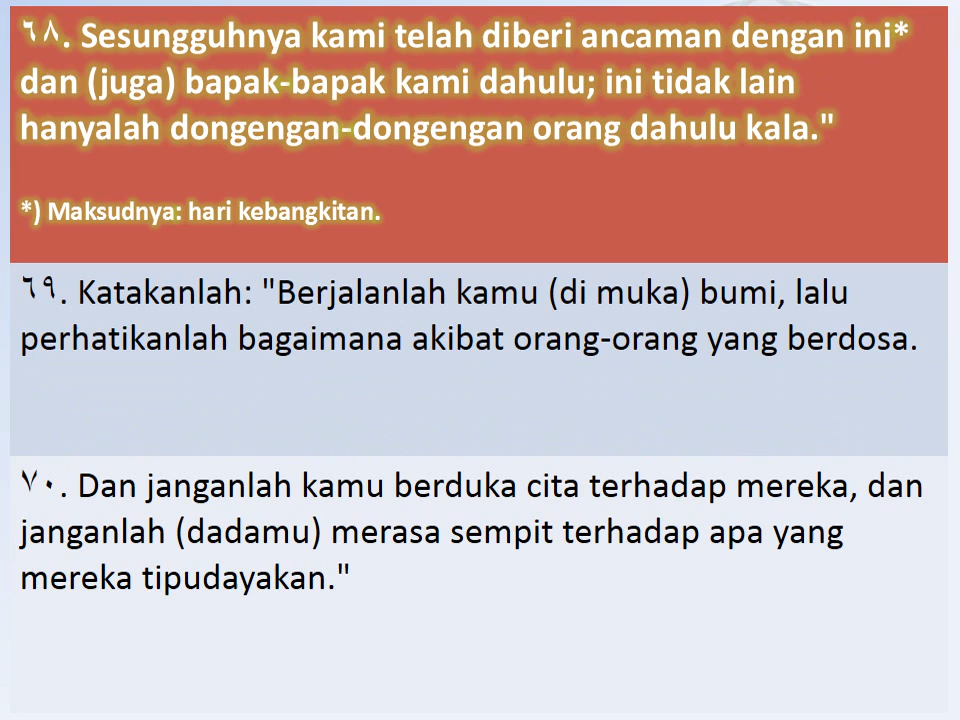 ٦٨. Sesungguhnya kami telah diberi ancaman dengan ini*
dan (juga) bapak-bapak kami dahulu; ini tidak lain
hanyalah dongengan-dongengan orang dahulu kala."
*) Maksudnya: hari kebangkitan.
٦٩. Katakanlah: "Berjalanlah kamu (di muka) bumi, lalu
perhatikanlah bagaimana akibat orang-orang yang berdosa.
٧٠. Dan janganlah kamu berduka cita terhadap mereka, dan
janganlah (dadamu) merasa sempit terhadap apa yang
mereka tipudayakan."